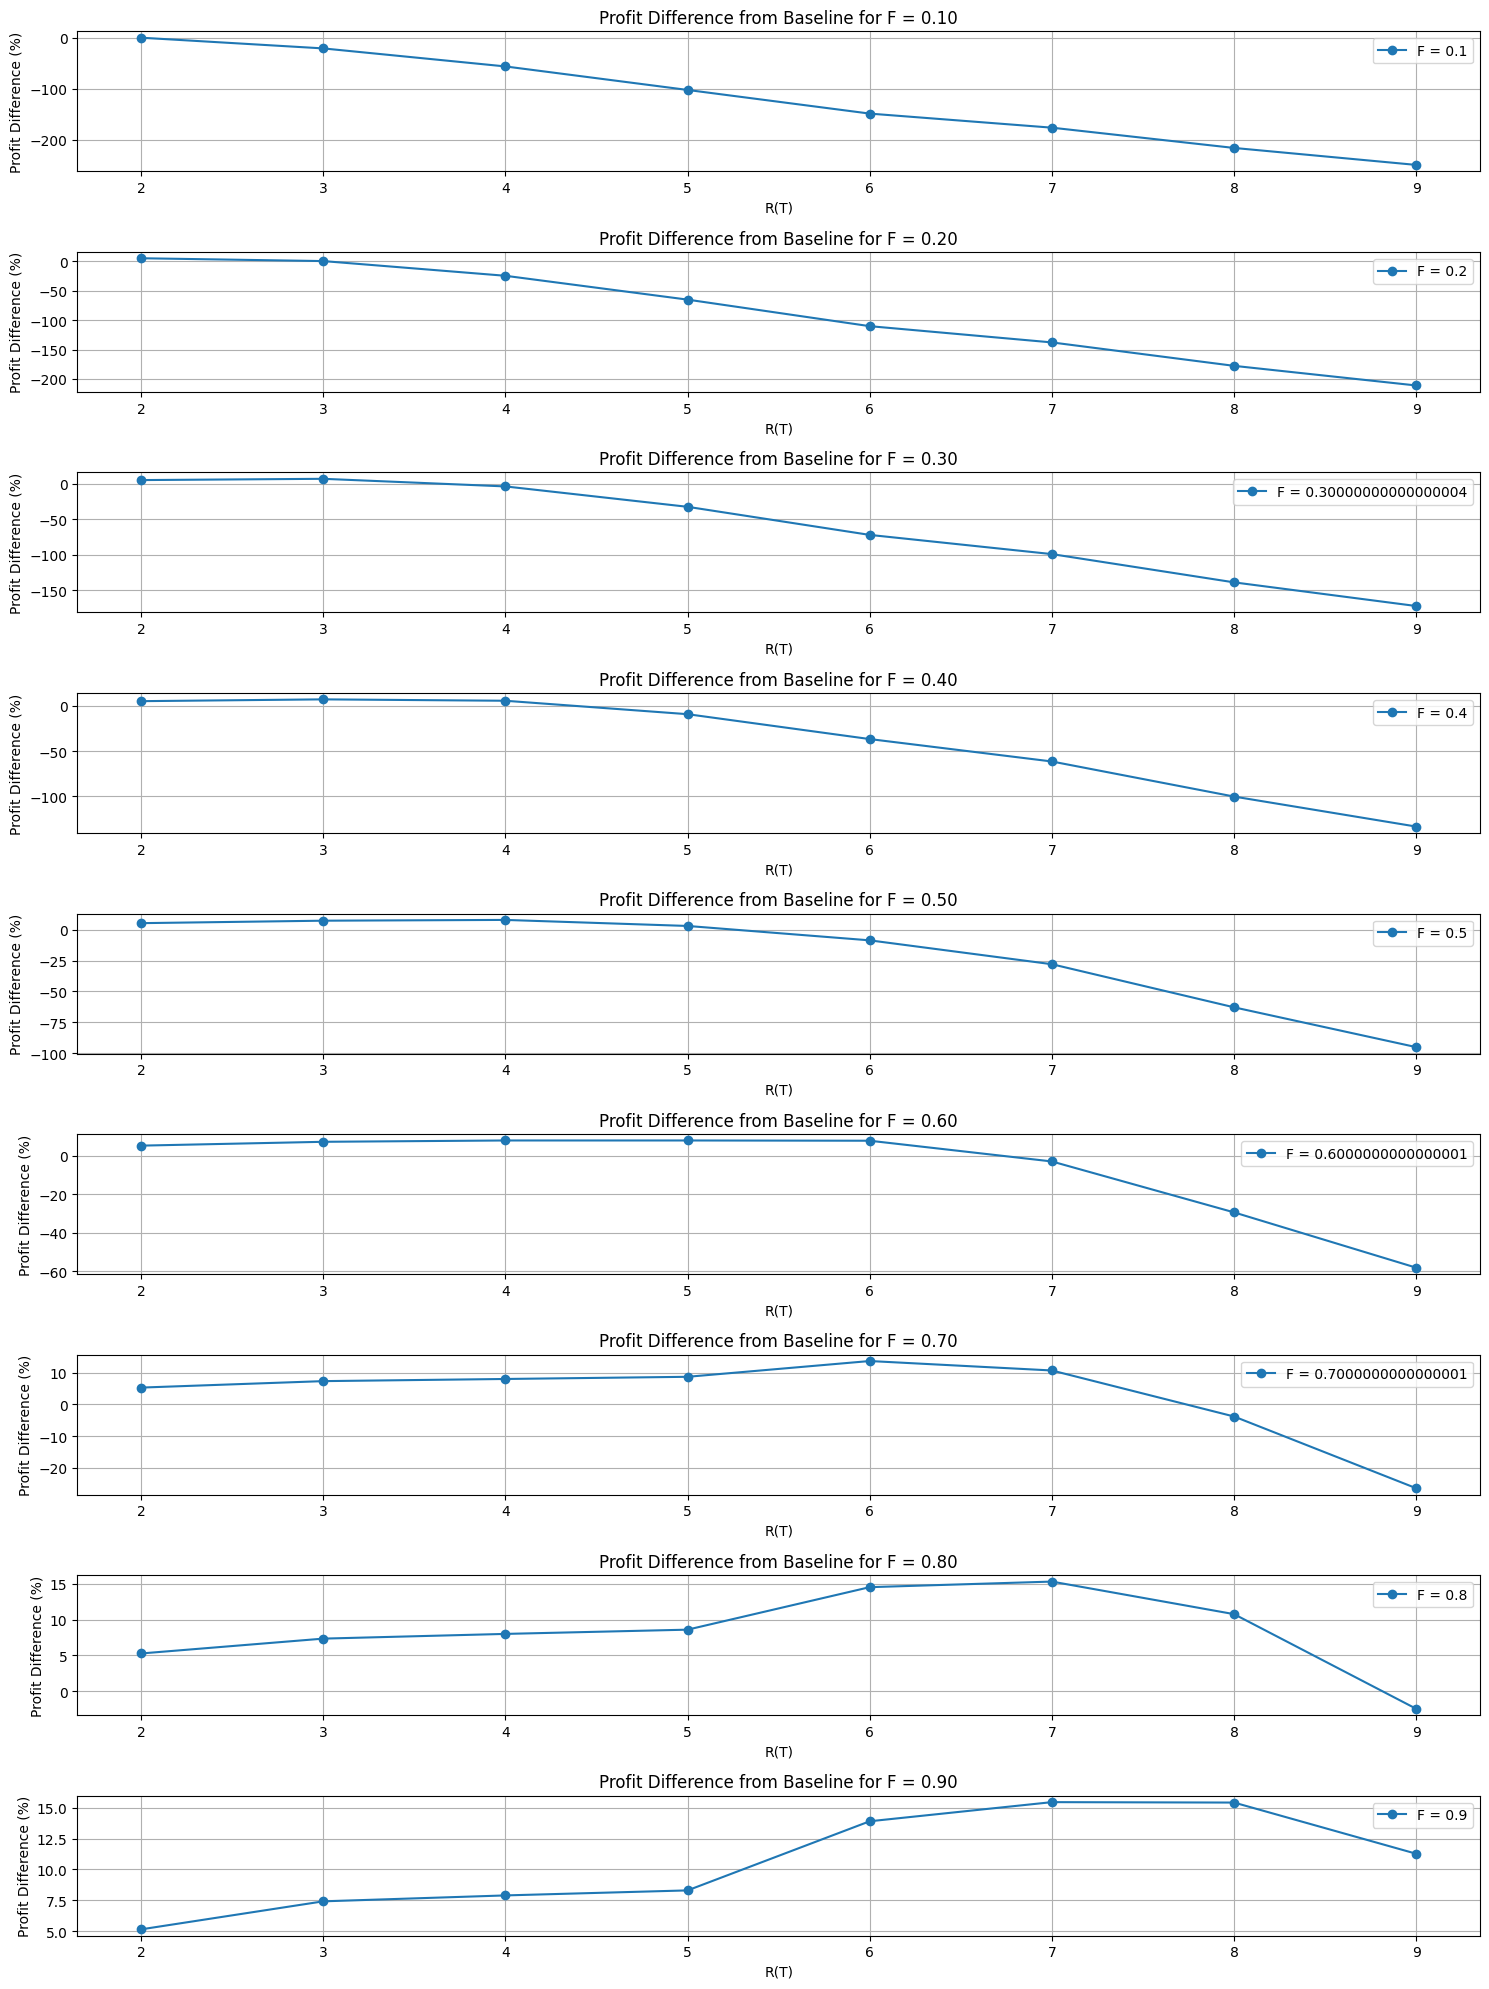 Profit Difference from Baseline for F = 0.10
Profit Difference (%)
0
−100
−200
F = 0.1
2 3 4 5 6 7 8 9
R(T)
Profit Difference from Baseline for F = 0.20
Profit Difference (%)
0
−50
−100
−150
−200
F = 0.2
2 3 4 5 6 7 8 9
R(T)
Profit Difference from Baseline for F = 0.30
Profit Difference (%)
0
−50
−100
−150
F = 0.30000000000000004
2 3 4 5 6 7 8 9
R(T)
Profit Difference from Baseline for F = 0.40
Profit Difference (%)
0
−50
−100
F = 0.4
2 3 4 5 6 7 8 9
R(T)
Profit Difference from Baseline for F = 0.50
Profit Difference (%)
0
−25
−50
−75
−100
F = 0.5
2 3 4 5 6 7 8 9
R(T)
Profit Difference from Baseline for F = 0.60
Profit Difference (%)
0
−20
−40
−60
F = 0.6000000000000001
2 3 4 5 6 7 8 9
R(T)
Profit Difference from Baseline for F = 0.70
Profit Difference (%)
10
0
−10
−20
F = 0.7000000000000001
2 3 4 5 6 7 8 9
R(T)
Profit Difference from Baseline for F = 0.80
Profit Difference (%)
15
10
5
0
F = 0.8
2 3 4 5 6 7 8 9
R(T)
Profit Difference from Baseline for F = 0.90
Profit Difference (%)
15.0
12.5
10.0
7.5
5.0
F = 0.9
2 3 4 5 6 7 8 9
R(T)